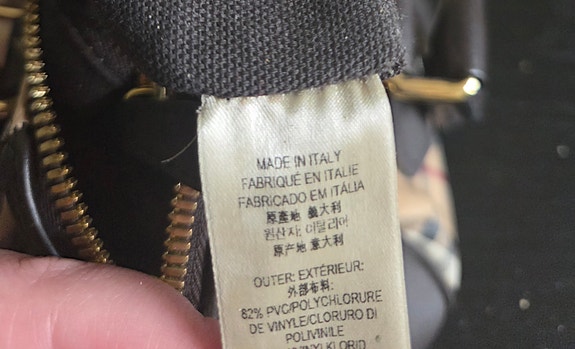 MADE IN ITALY
FABRIQUÉ EN ITALIE
FABRICADO EM ITÁLIA
原產地 義大利
원산지: 이탈리아
原产地 意大利
OUTER: EXTÉRIEUR:
外部布料:
82% PVC/POLYCHLORURE
DE VINYLE/CLORURO DI
POLIVINILE